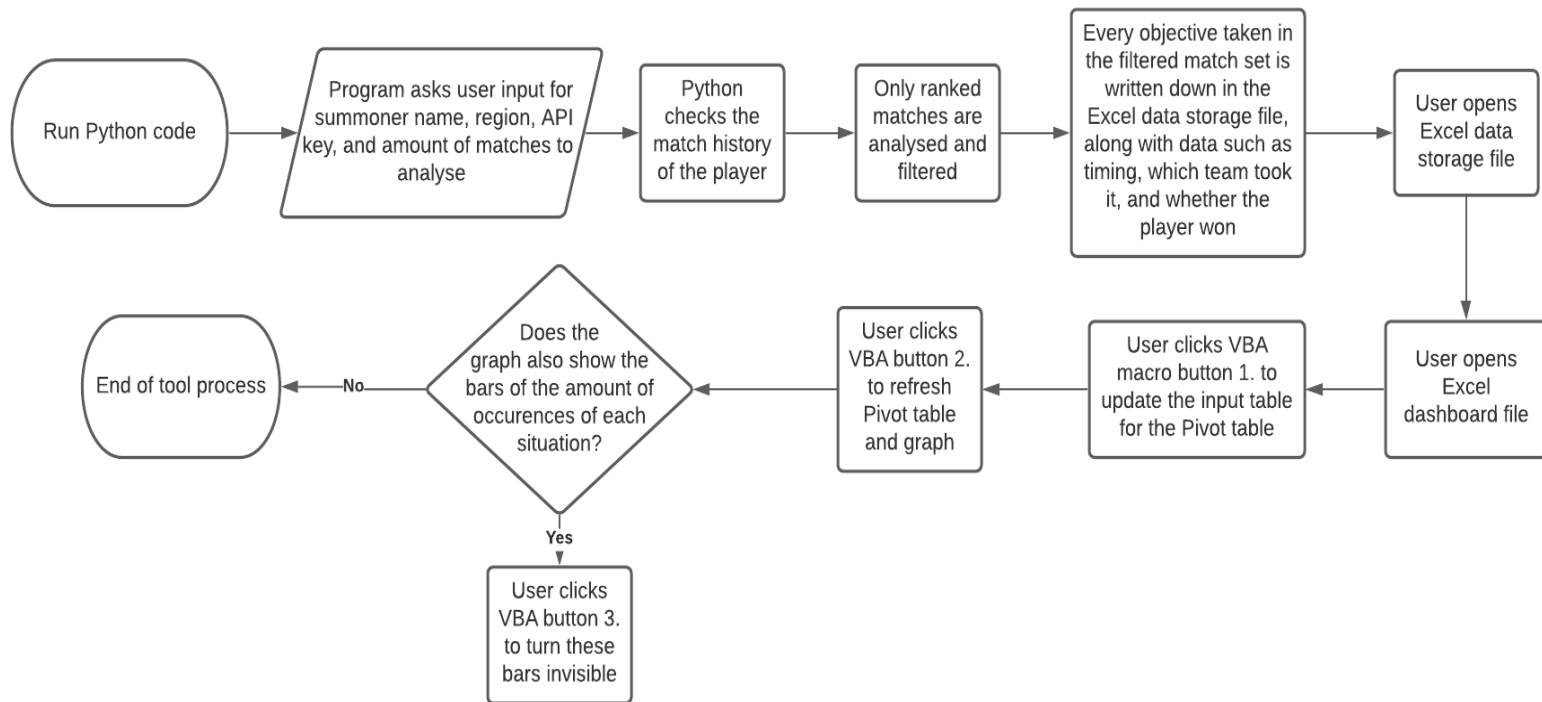 Run Python code
Program asks user input for
summoner name, region, API
key, and amount of matches to
analyse
Python
checks the
match history
of the player
Only ranked
matches are
analysed and
filtered
Every objective taken in
the filtered match set is
written down in the
Excel data storage file,
along with data such as
timing, which team took
it, and whether the
player won
User opens
Excel data
storage file
User opens
Excel
dashboard file
User clicks VBA
macro button 1. to
update the input table
for the Pivot table
User clicks
VBA button 2.
to refresh
Pivot table
and graph
Does the
graph also show the
bars of the amount of
occurences of each
situation?
No
End of tool process
Yes
User clicks
VBA button 3.
to turn these
bars invisible